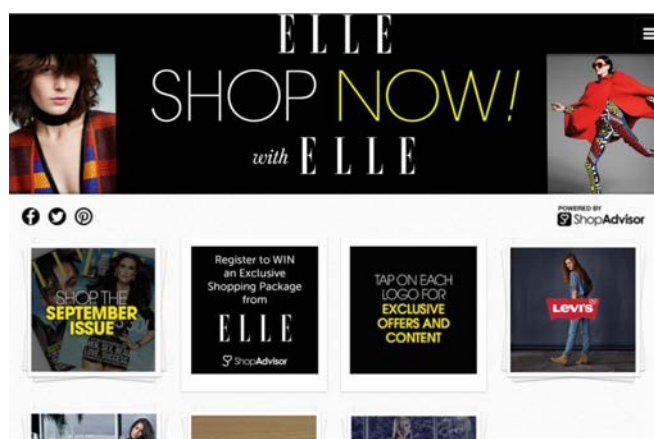 ELLE
SHOP NOW!
with ELLE
POWERED BY
ShopAdvisor
SHOP THE
SEPTEMBER
ISSUE
Register to WIN
an Exclusive
Shopping Package
from
ELLE
ShopAdvisor
TAP ON EACH
LOGO FOR
EXCLUSIVE
OFFERS AND
CONTENT
LEVI'S